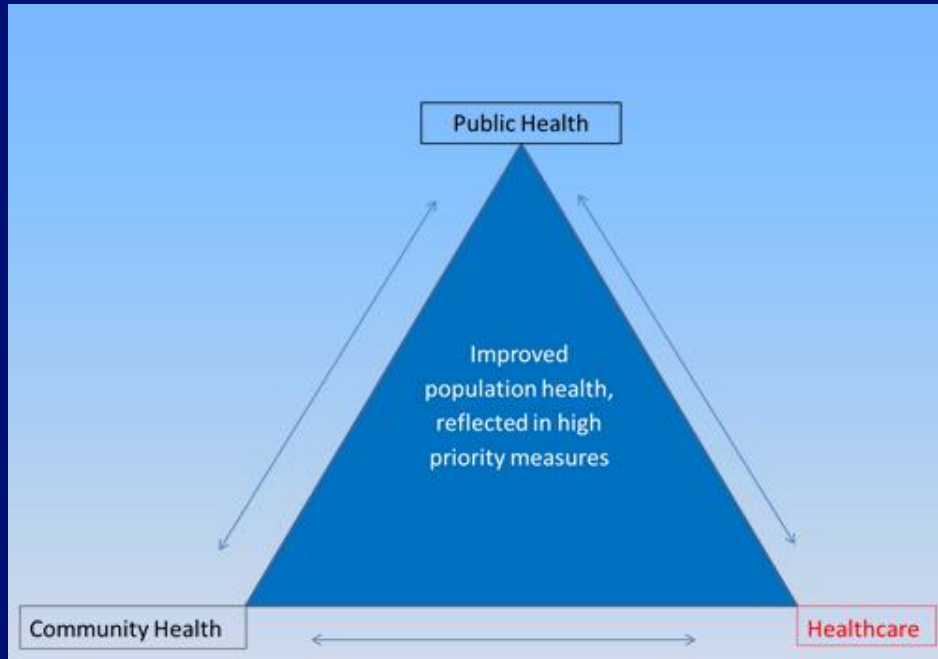 Public Health
Improved
population health,
reflected in high
priority measures
Community Health
Healthcare